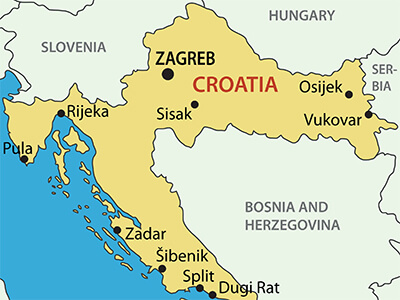 HUNGARY
SLOVENIA
ZAGREB
CROATIA
SER-
BIA
Osijek
Rijeka
Sisak
Vukovar
Pula
BOSNIA AND
HERZEGOVINA
Zadar
Šibenik
Split
Dugi Rat